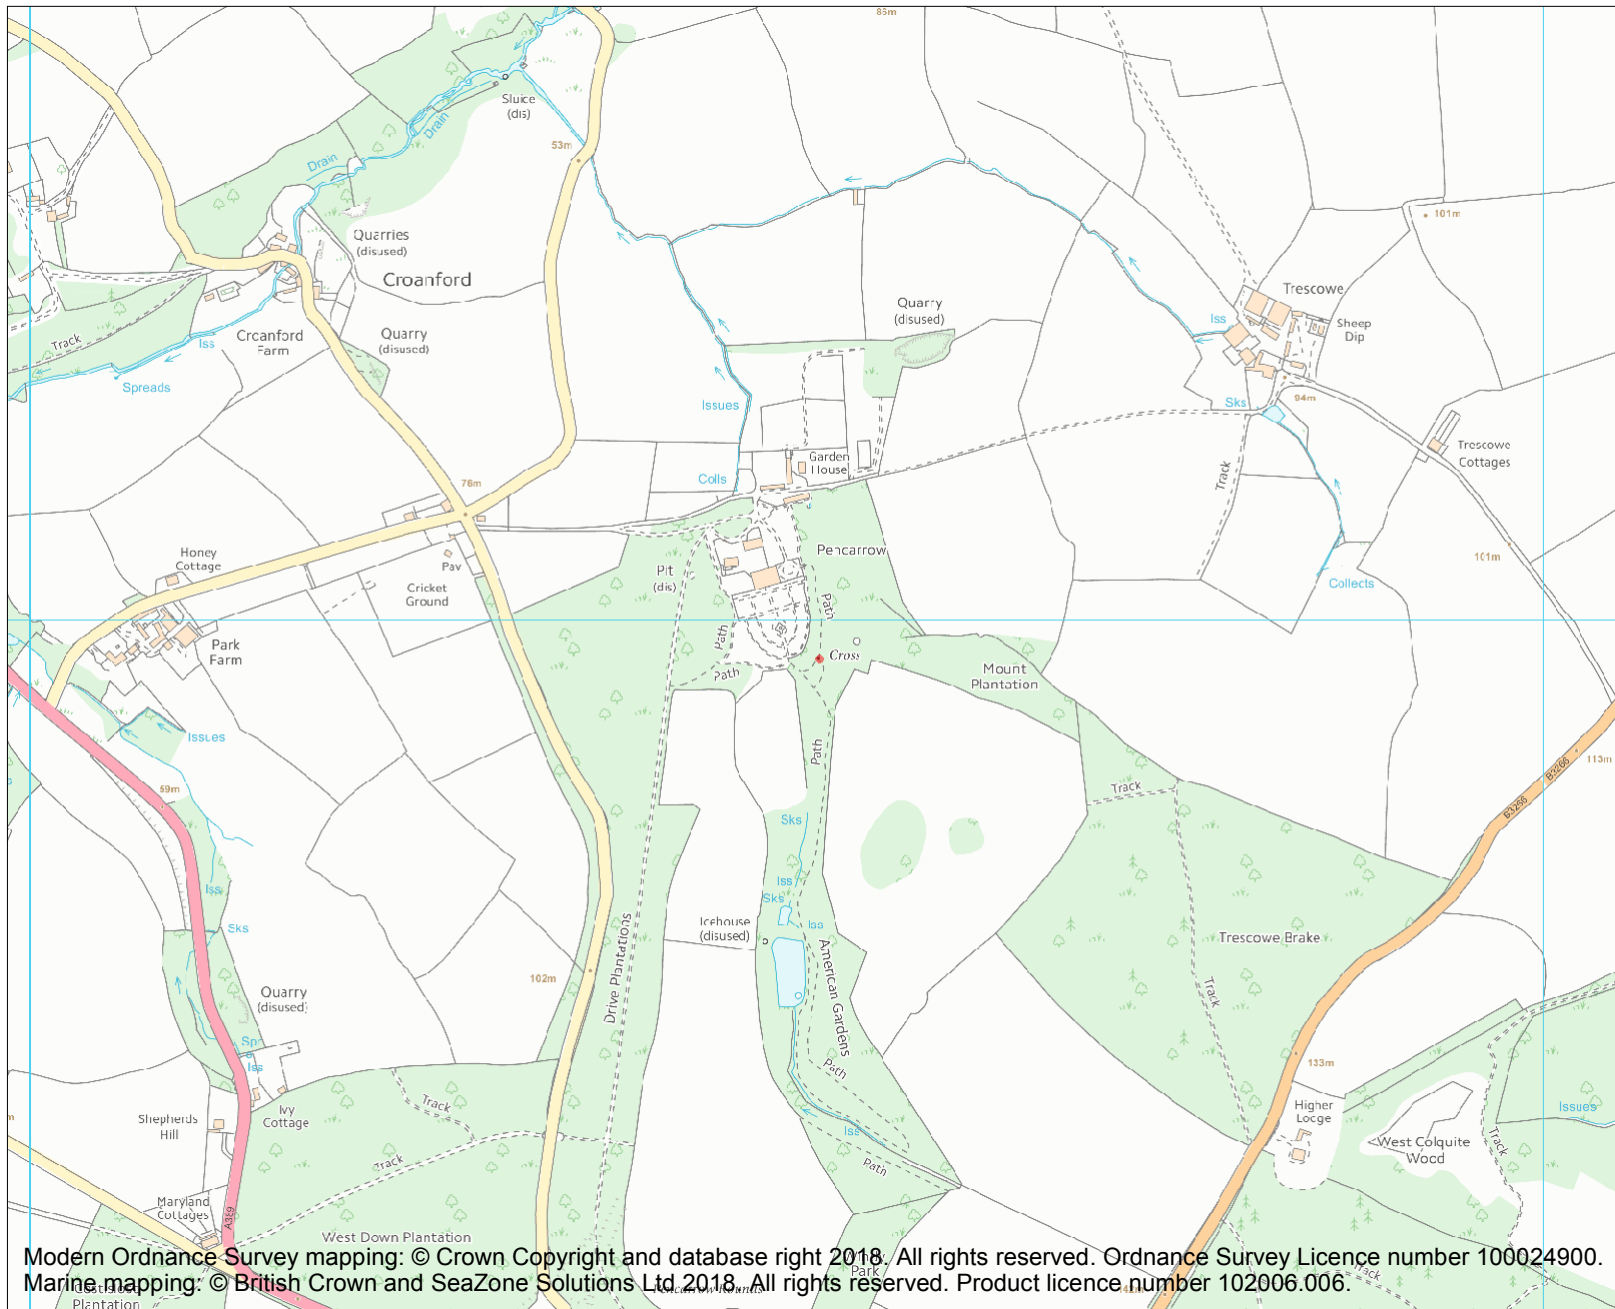 85m
Sluice
(dis)
Drain
Drain
53m
101m
Quarries
(disused)
Croanford
Trescowe
Quarry
(disused)
Iss
Sheep
Dip
Track
Iss
Croanford
Farm
Quarry
(disused)
Spreads
Issues
Sks
94m
Trescowe
Cottages
Garden
House
Colls
Track
76m
Honey
Cottage
Pav
Cricket
Ground
Pit
(dis)
Pencarrow
101m
Collects
Path
Path
Park
Farm
Cross
Path
Mount
Plantation
Issues
Path
113m
B3266
B3266
59m
Track
Sks
Iss
Sks
Iss
Iss
Sks
Icehouse
(disused)
Trescowe Brake
American Gardens
Drive Plantations
102m
Track
Quarry
(disused)
Spr
Iss
133m
Path
Ivy
Cottage
Track
Shepherds
Hill
Higher
Lodge
Issues
Iss
West Colquite
Wood
Track
Track
Path
Maryland
Cottages
A389
West Down Plantation
Modern Ordnance Survey mapping: © Crown Copyright and database right 2018. All rights reserved. Ordnance Survey Licence number 100024900.
Marine mapping: © British Crown and SeaZone Solutions Ltd 2018. All rights reserved. Product licence number 102006.006.
Park
Track
Pencarrow Rounds
142m
Plantation